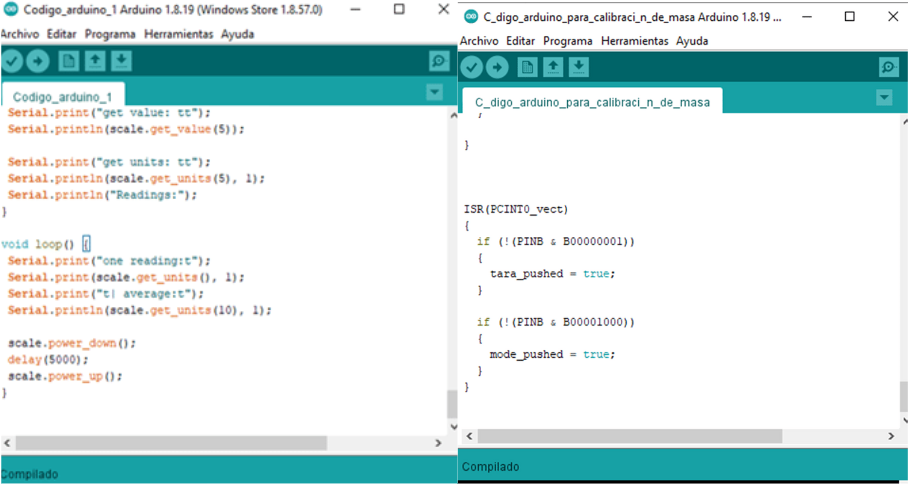 Codigo_arduino_1 Arduino 1.8.19 (Windows Store 1.8.57.0)
Archivo Editar Programa Herramientas Ayuda
Codigo_arduino_1
Serial.print("get value: tt");
Serial.println(scale.get_value(5));
Serial.print("get units: tt");
Serial.println(scale.get_units(5), 1);
Serial.println("Readings:");
}
void loop() {
Serial.print("one reading:t");
Serial.print(scale.get_units(), 1);
Serial.print("t| average:t");
Serial.println(scale.get_units(10), 1);
scale.power_down();
delay(5000);
scale.power_up();
}
Compilado
C_digo_arduino_para_calibraci_n_de_masa Arduino 1.8.19 ...
Archivo Editar Programa Herramientas Ayuda
C_digo_arduino_para_calibraci_n_de_masa
}
}
ISR(PCINT0_vect)
{
if (!(PINB & B00000001))
{
tara_pushed = true;
}
if (!(PINB & B00001000))
{
mode_pushed = true;
}
}
Compilado